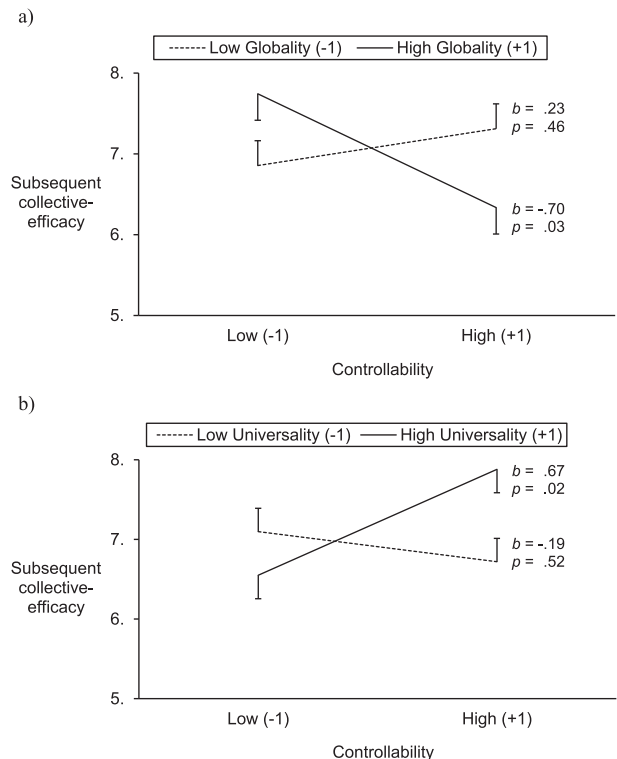 a)
Low Globality (-1) High Globality (+1)
8.
7.
6.
5.
Subsequent
collective-
efficacy
b = .23
p = .46
b = -.70
p = .03
Low (-1) High (+1)
Controllability
b)
Low Universality (-1) High Universality (+1)
8.
7.
6.
5.
Subsequent
collective-
efficacy
b = .67
p = .02
b = -.19
p = .52
Low (-1) High (+1)
Controllability